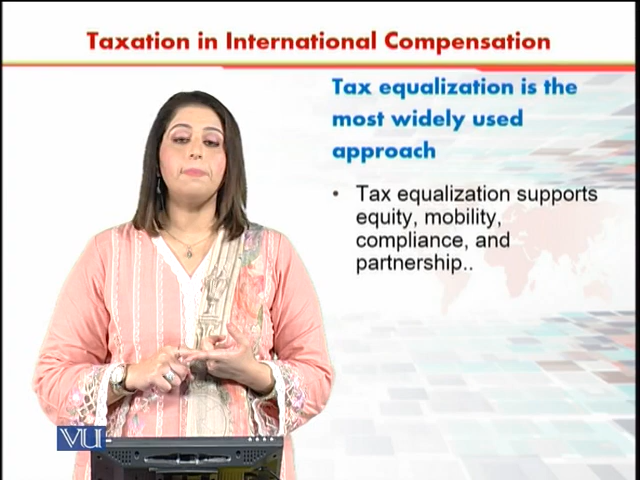 Taxation in International Compensation
Tax equalization is the
most widely used
approach
• Tax equalization supports
equity, mobility,
compliance, and
partnership..
VU